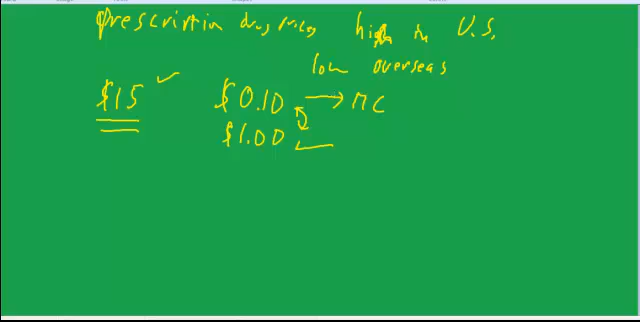 prescription drug prices high in U.S.
low overseas
$15 $0.10 → MC
$1.00